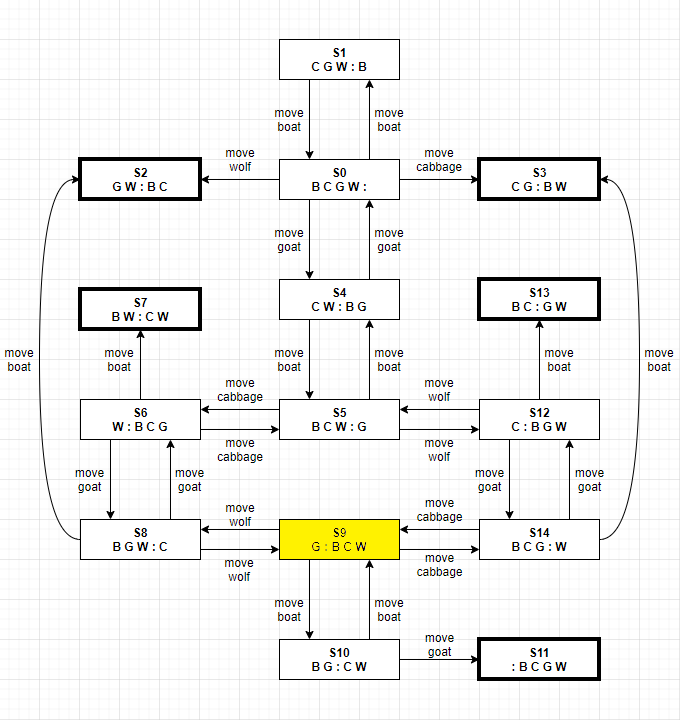 S1
C G W : B
move
boat
move
boat
move
wolf
move
cabbage
S2
G W : B C
S0
B C G W :
S3
C G : B W
move
goat
move
goat
S7
B W : C W
S4
C W : B G
S13
B C : G W
move
boat
move
boat
move
boat
move
boat
move
boat
move
boat
move
cabbage
move
wolf
S6
W : B C G
S5
B C W : G
S12
C : B G W
move
cabbage
move
wolf
move
goat
move
goat
move
goat
move
goat
move
wolf
move
cabbage
S8
B G W : C
S9
G : B C W
S14
B C G : W
move
wolf
move
cabbage
move
boat
move
boat
move
goat
S10
B G : C W
S11
: B C G W